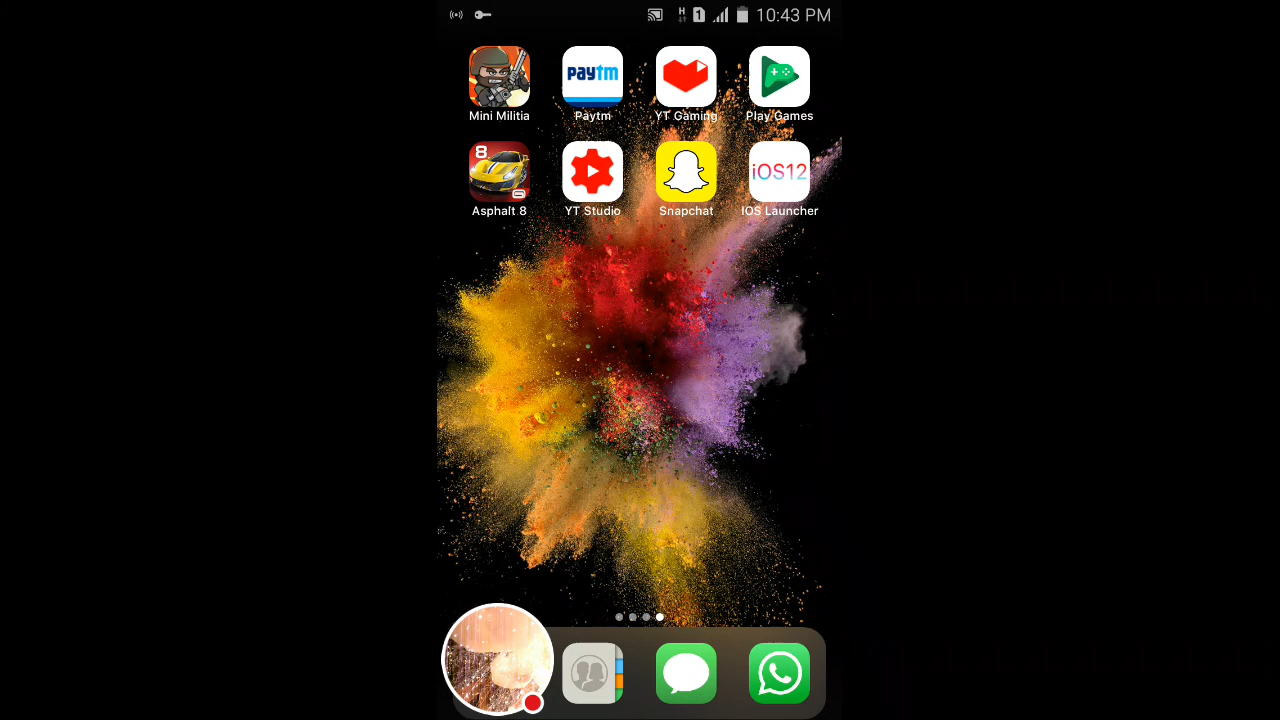 H 1 10:43 PM
paytm
Mini Militia Paytm YT Gaming Play Games
8 iOS12
Asphalt 8 YT Studio Snapchat IOS Launcher